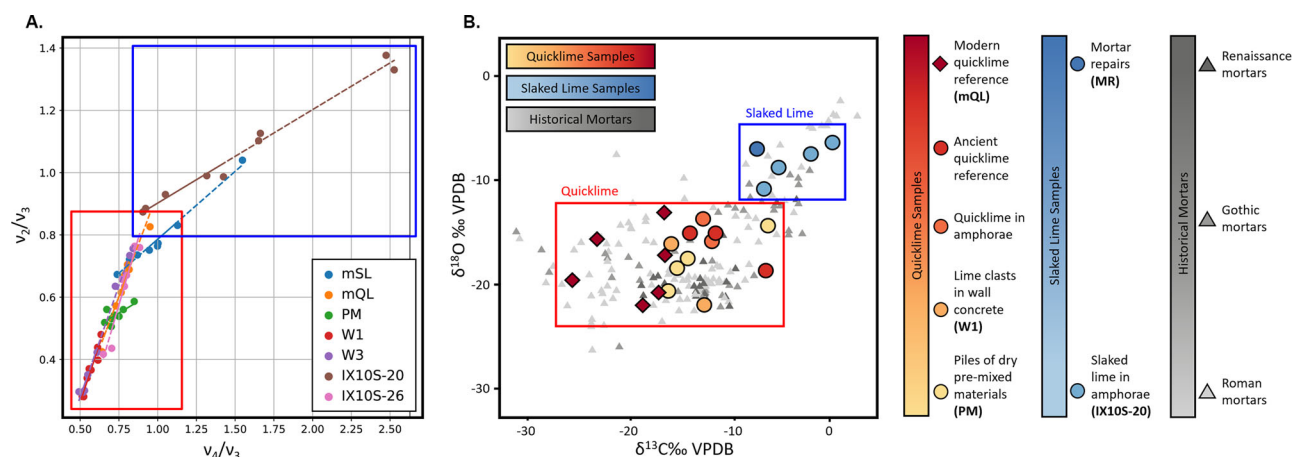 A.
1.4
1.2
1.0
0.8
0.6
0.4
ν₂/ν₃
0.50 0.75 1.00 1.25 1.50 1.75 2.00 2.25 2.50
ν₄/ν₃
mSL
mQL
PM
W1
W3
IX10S-20
IX10S-26
B.
Quicklime Samples
Slaked Lime Samples
Historical Mortars
Slaked Lime
Quicklime
0
-10
-20
-30
δ¹⁸O ‰ VPDB
-30 -20 -10 0
δ¹³C‰ VPDB
Quicklime Samples
Modern
quicklime
reference
(mQL)
Ancient
quicklime
reference
Quicklime in
amphorae
Lime clasts
in wall
concrete
(W1)
Piles of dry
pre-mixed
materials
(PM)
Slaked Lime Samples
Mortar
repairs
(MR)
Slaked
lime in
amphorae
(IX10S-20)
Historical Mortars
Renaissance
mortars
Gothic
mortars
Roman
mortars